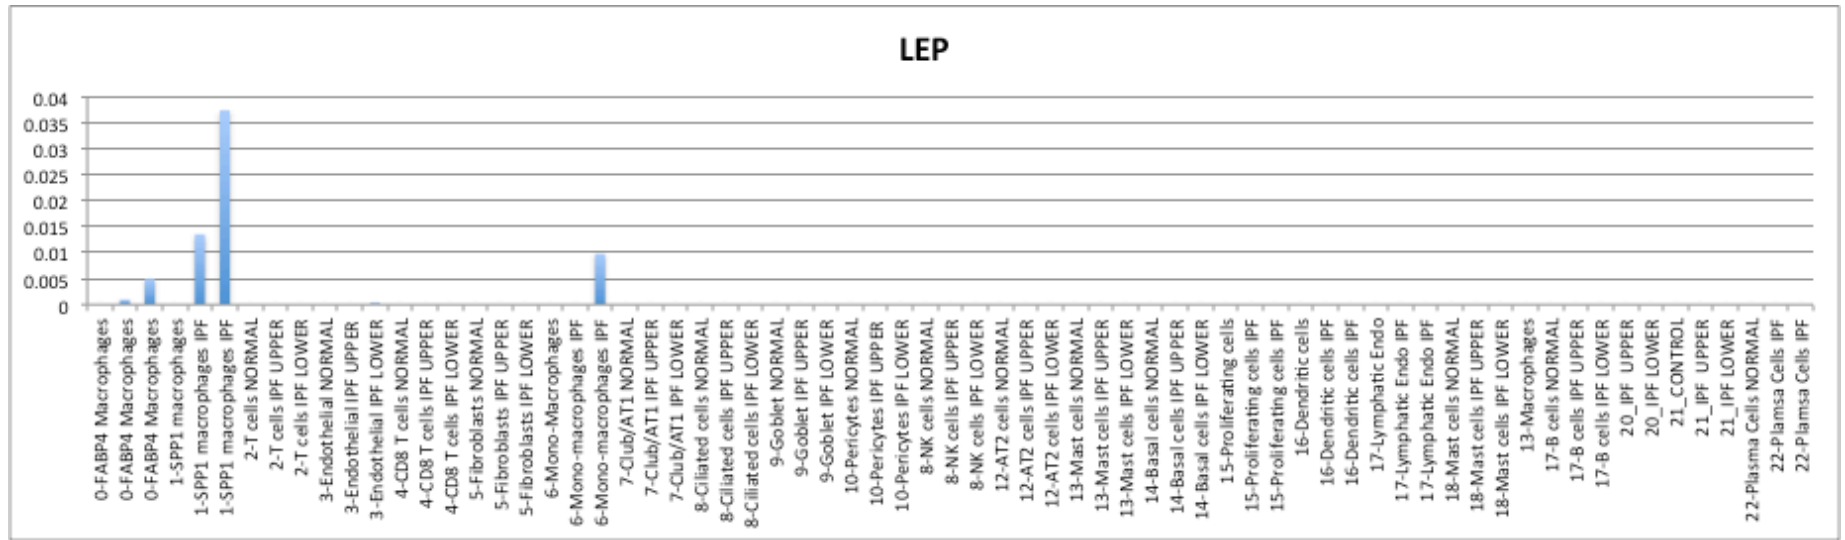 LEP
0.04
0.035
0.03
0.025
0.02
0.015
0.01
0.005
0
0-FABP4 Macrophages
0-FABP4 Macrophages
0-FABP4 Macrophages
1-SPP1 macrophages
1-SPP1 macrophages IPF
1-SPP1 macrophages IPF
2-T cells NORMAL
2-T cells IPF UPPER
2-T cells IPF LOWER
3-Endothelial NORMAL
3-Endothelial IPF UPPER
3-Endothelial IPF LOWER
4-CD8 T cells NORMAL
4-CD8 T cells IPF UPPER
4-CD8 T cells IPF LOWER
5-Fibroblasts NORMAL
5-Fibroblasts IPF UPPER
5-Fibroblasts IPF LOWER
6-Mono-Macrophages
6-Mono-macrophages IPF
6-Mono-macrophages IPF
7-Club/AT1 NORMAL
7-Club/AT1 IPF UPPER
7-Club/AT1 IPF LOWER
8-Ciliated cells NORMAL
8-Ciliated cells IPF UPPER
8-Ciliated cells IPF LOWER
9-Goblet NORMAL
9-Goblet IPF UPPER
9-Goblet IPF LOWER
10-Pericytes NORMAL
10-Pericytes IPF UPPER
10-Pericytes IPF LOWER
8-NK cells NORMAL
8-NK cells IPF UPPER
8-NK cells IPF LOWER
12-AT2 cells NORMAL
12-AT2 cells IPF UPPER
12-AT2 cells IPF LOWER
13-Mast cells NORMAL
13-Mast cells IPF UPPER
13-Mast cells IPF LOWER
14-Basal cells NORMAL
14-Basal cells IPF UPPER
14-Basal cells IPF LOWER
15-Proliferating cells
15-Proliferating cells IPF
15-Proliferating cells IPF
16-Dendritic cells
16-Dendritic cells IPF
16-Dendritic cells IPF
17-Lymphatic Endo
17-Lymphatic Endo IPF
17-Lymphatic Endo IPF
18-Mast cells NORMAL
18-Mast cells IPF UPPER
18-Mast cells IPF LOWER
13-Macrophages
17-B cells NORMAL
17-B cells IPF UPPER
17-B cells IPF LOWER
20_IPF UPPER
20_IPF LOWER
21_CONTROL
21_IPF UPPER
21_IPF LOWER
22-Plasma Cells NORMAL
22-Plamsa Cells IPF
22-Plamsa Cells IPF